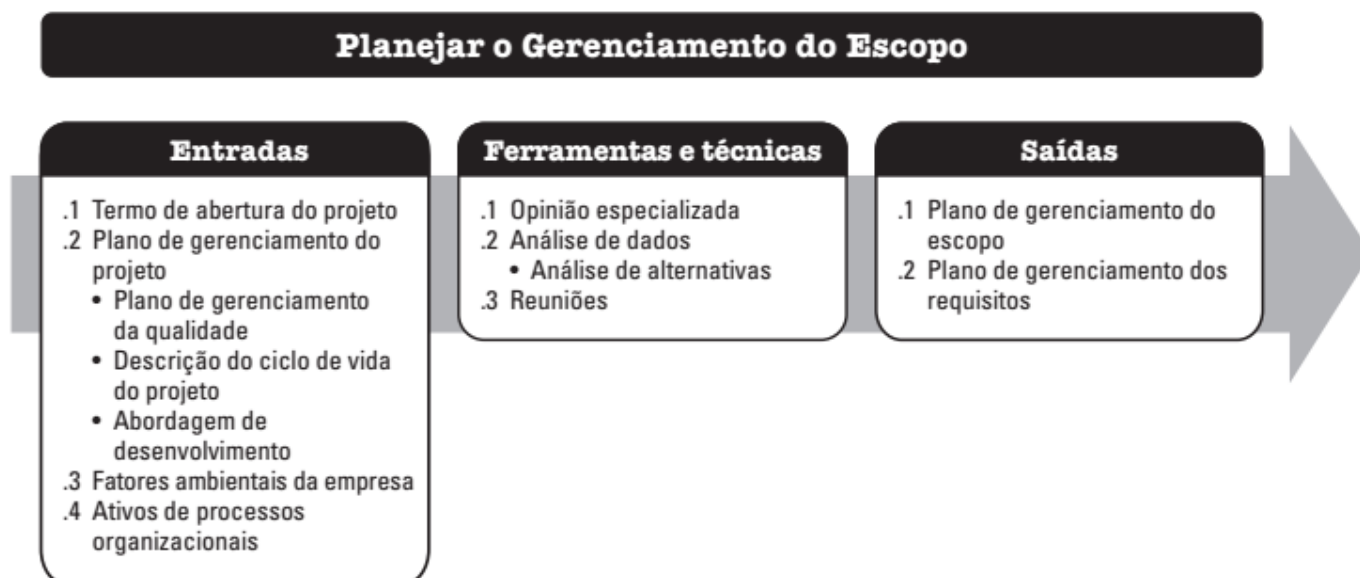 Planejar o Gerenciamento do Escopo
Entradas
.1 Termo de abertura do projeto
.2 Plano de gerenciamento do
projeto
• Plano de gerenciamento
da qualidade
• Descrição do ciclo de vida
do projeto
• Abordagem de
desenvolvimento
.3 Fatores ambientais da empresa
.4 Ativos de processos
organizacionais
Ferramentas e técnicas
.1 Opinião especializada
.2 Análise de dados
• Análise de alternativas
.3 Reuniões
Saídas
.1 Plano de gerenciamento do
escopo
.2 Plano de gerenciamento dos
requisitos